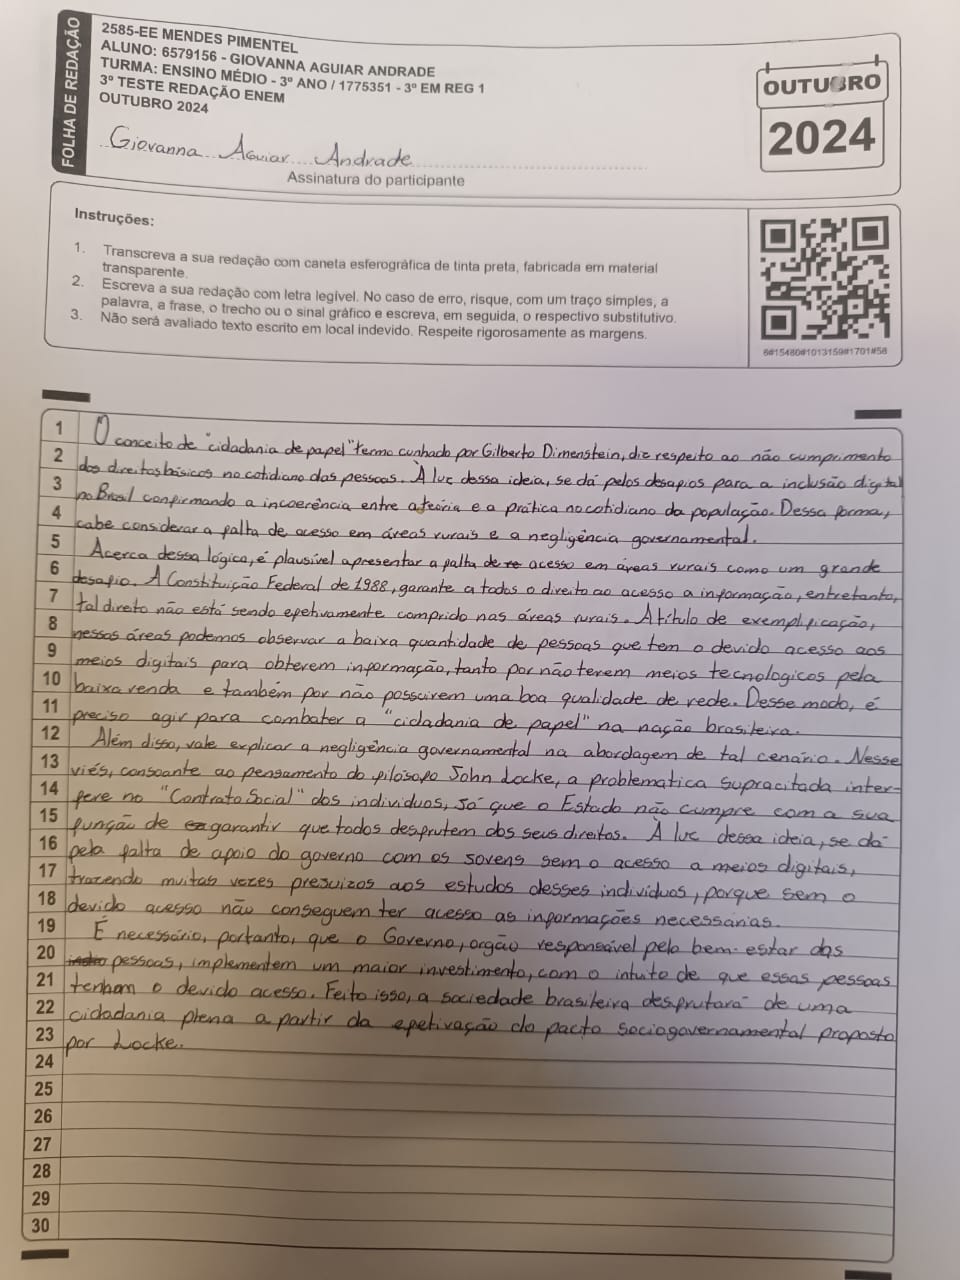 FOLHA DE REDAÇÃO
2585-EE MENDES PIMENTEL
ALUNO: 6579156 - GIOVANNA AGUIAR ANDRADE
TURMA: ENSINO MÉDIO - 3º ANO / 1775351 - 3º EM REG 1
3º TESTE REDAÇÃO ENEM
OUTUBRO 2024
Giovanna Aguiar Andrade
Assinatura do participante
OUTUBRO
2024
Instruções:
1. Transcreva a sua redação com caneta esferográfica de tinta preta, fabricada em material
transparente.
2. Escreva a sua redação com letra legível. No caso de erro, risque, com um traço simples, a
palavra, a frase, o trecho ou o sinal gráfico e escreva, em seguida, o respectivo substitutivo.
3. Não será avaliado texto escrito em local indevido. Respeite rigorosamente as margens.
6#15480#1013159#1701#56
1 O conceito de "cidadania de papel" termo cunhado por Gilberto Dimenstein, diz respeito ao não cumprimento
2 dos direitos básicos no cotidiano das pessoas. À luz dessa ideia, se dá pelos desafios para a inclusão digital
3 no Brasil confirmando a incoerência entre a teória e a prática no cotidiano da população. Dessa forma,
4 cabe considerar a falta de acesso em áreas rurais e a negligência governamental.
5 Acerca dessa lógica, é plausível apresentar a falta de acesso em áreas rurais como um grande
6 desafio. A Constituição Federal de 1988, garante a todos o direito ao acesso a informação, entretanto,
7 tal direito não está sendo efetivamente comprido nas áreas rurais. A título de exemplificação,
8 nessas áreas podemos observar a baixa quantidade de pessoas que tem o devido acesso aos
9 meios digitais para obterem informação, tanto por não terem meios tecnologicos pela
10 baixa renda e também por não possuirem uma boa qualidade de rede. Desse modo, é
11 preciso agir para combater a "cidadania de papel" na nação brasileira.
12 Além disso, vale explicar a negligência governamental na abordagem de tal cenário. Nesse
13 viés, consoante ao pensamento do filósofo John Locke, a problematica supracitada inter-
14 fere no "Contrato Social" dos individuos, já que o Estado não cumpre com a sua
15 função de garantir que todos desfrutem dos seus direitos. À luz dessa ideia, se dá
16 pela falta de apoio do governo com os jovens sem o acesso a meios digitais,
17 trazendo muitas vezes prejuizos aos estudos desses individuos, porque sem o
18 devido acesso não conseguem ter acesso as informações necessárias.
19 É necessário, portanto, que o Governo, orgão responsável pelo bem-estar das
20 pessoas, implementem um maior investimento, com o intuito de que essas pessoas
21 tenham o devido acesso. Feito isso, a sociedade brasileira desfrutará de uma
22 cidadania plena a partir da efetivação do pacto sociogovernamental proposto
23 por Locke.
24
25
26
27
28
29
30